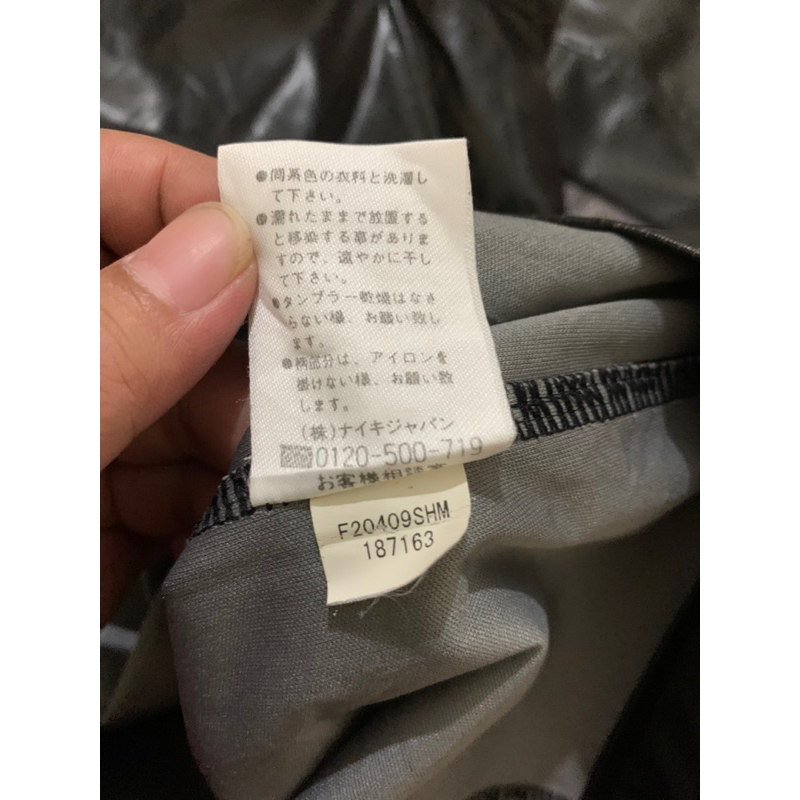 ●同系色の衣料と洗濯し
て下さい。
●濡れたままで放置する
と移染する事がありま
すので、速やかに干し
て下さい。
●タンブラー乾燥はなさ
らない様、お願い致し
ます。
●柄部分は、アイロンを
掛けない様、お願い致
します。
(株)ナイキジャパン
0120-500-719
お客様相談室
F20409SHM
187163